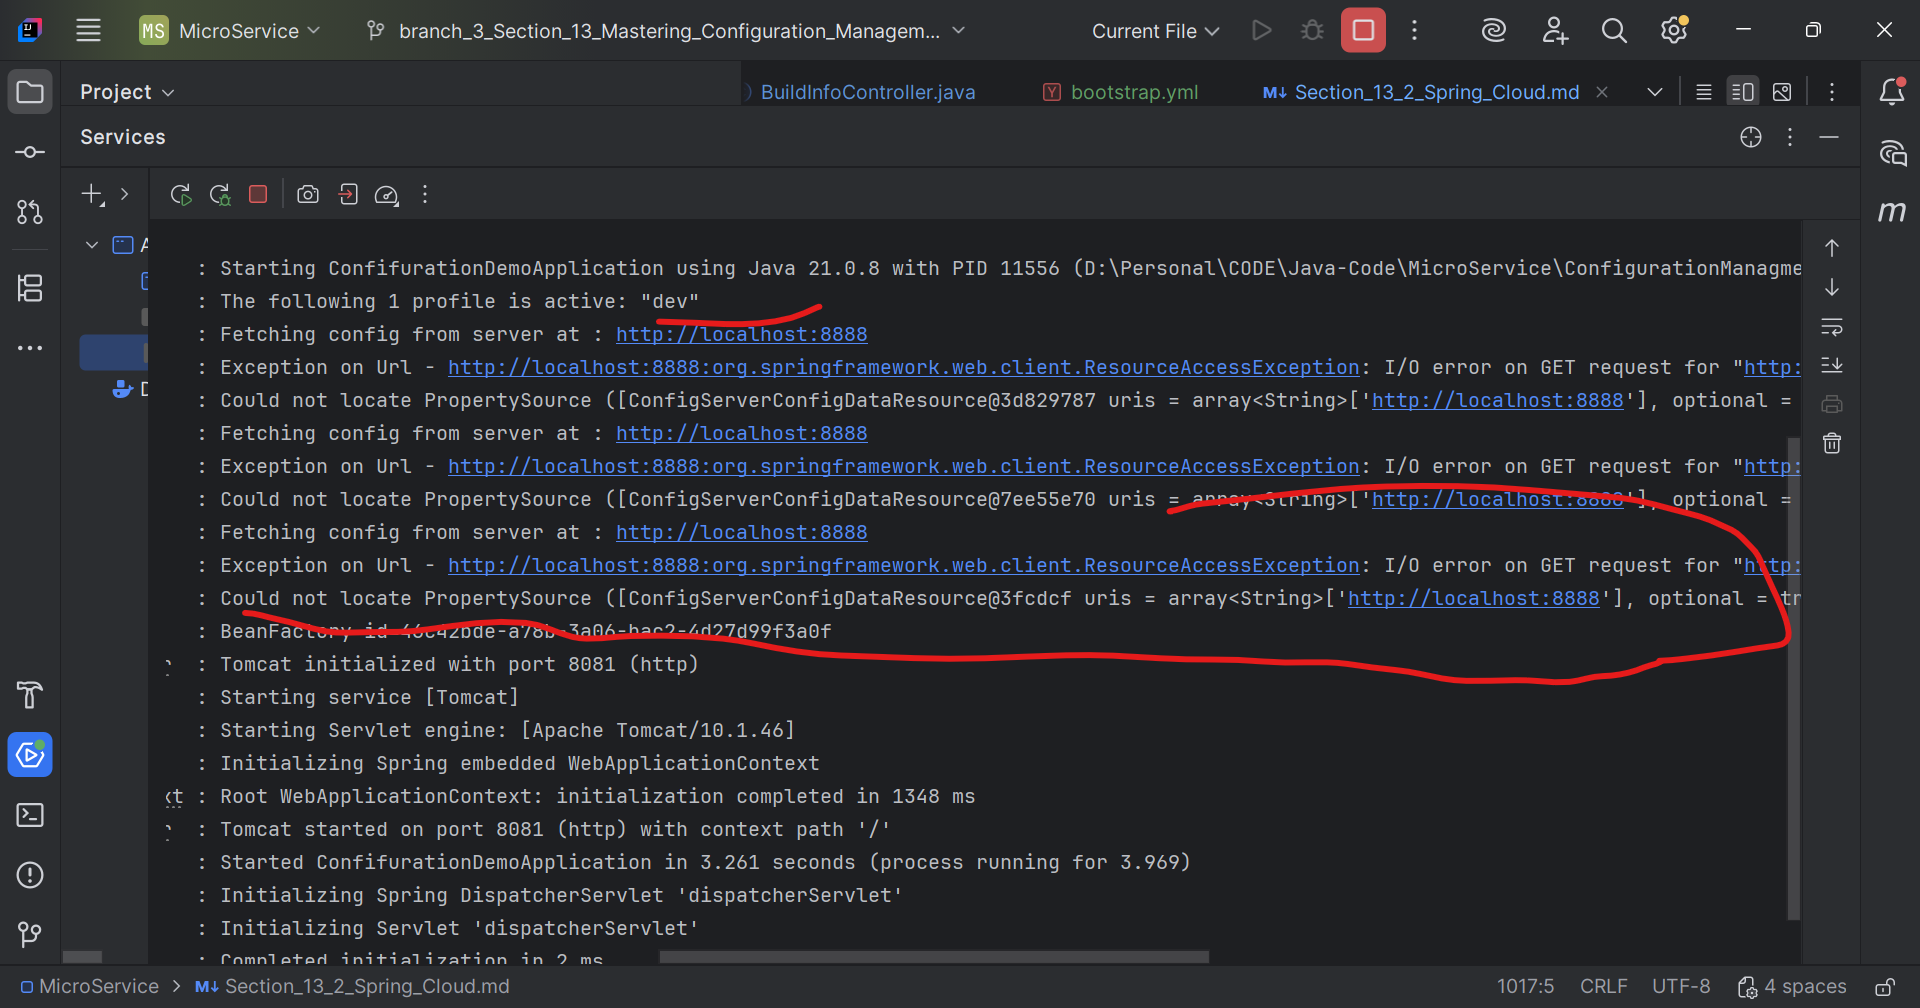 MS MicroService branch_3_Section_13_Mastering_Configuration_Managem... Current File
Project BuildInfoController.java Y bootstrap.yml M↓ Section_13_2_Spring_Cloud.md
Services
: Starting ConfifurationDemoApplication using Java 21.0.8 with PID 11556 (D:\Personal\CODE\Java-Code\MicroService\ConfigurationManagme
: The following 1 profile is active: "dev"
: Fetching config from server at : http://localhost:8888
: Exception on Url - http://localhost:8888:org.springframework.web.client.ResourceAccessException: I/O error on GET request for "http:
: Could not locate PropertySource ([ConfigServerConfigDataResource@3d829787 uris = array<String>['http://localhost:8888'], optional =
: Fetching config from server at : http://localhost:8888
: Exception on Url - http://localhost:8888:org.springframework.web.client.ResourceAccessException: I/O error on GET request for "http:
: Could not locate PropertySource ([ConfigServerConfigDataResource@7ee55e70 uris = array<String>['http://localhost:8888'], optional =
: Fetching config from server at : http://localhost:8888
: Exception on Url - http://localhost:8888:org.springframework.web.client.ResourceAccessException: I/O error on GET request for "http:
: Could not locate PropertySource ([ConfigServerConfigDataResource@3fcdcf uris = array<String>['http://localhost:8888'], optional = tr
: BeanFactory id=46c42bde-a78b-3a06-bac2-4d27d99f3a0f
: Tomcat initialized with port 8081 (http)
: Starting service [Tomcat]
: Starting Servlet engine: [Apache Tomcat/10.1.46]
: Initializing Spring embedded WebApplicationContext
xt : Root WebApplicationContext: initialization completed in 1348 ms
: Tomcat started on port 8081 (http) with context path '/'
: Started ConfifurationDemoApplication in 3.261 seconds (process running for 3.969)
: Initializing Spring DispatcherServlet 'dispatcherServlet'
: Initializing Servlet 'dispatcherServlet'
: Completed initialization in 2 ms
MicroService > M↓ Section_13_2_Spring_Cloud.md 1017:5 CRLF UTF-8 4 spaces